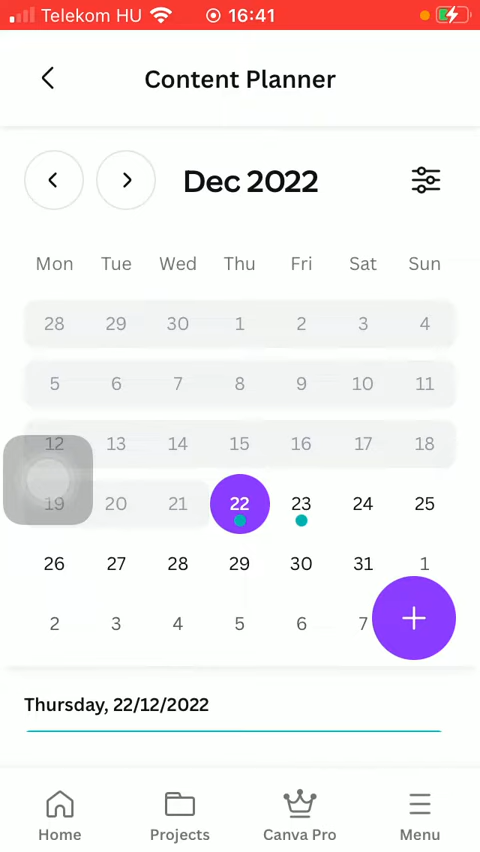 Telekom HU 16:41
Content Planner
Dec 2022
Mon Tue Wed Thu Fri Sat Sun
28 29 30 1 2 3 4
5 6 7 8 9 10 11
12 13 14 15 16 17 18
19 20 21 22 23 24 25
26 27 28 29 30 31 1
2 3 4 5 6 7
Thursday, 22/12/2022
Home Projects Canva Pro Menu